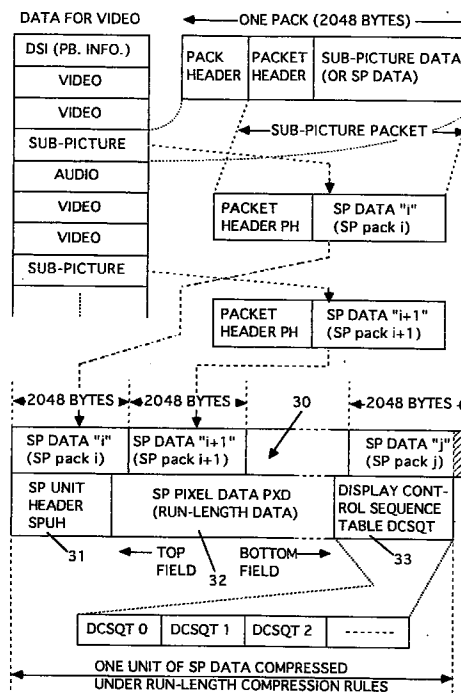 DATA FOR VIDEO
ONE PACK (2048 BYTES)
DSI (PB. INFO.)
VIDEO
VIDEO
SUB-PICTURE
AUDIO
VIDEO
VIDEO
SUB-PICTURE
PACK HEADER
PACKET HEADER
SUB-PICTURE DATA (OR SP DATA)
SUB-PICTURE PACKET
PACKET HEADER PH
SP DATA "i" (SP pack i)
PACKET HEADER PH
SP DATA "i+1" (SP pack i+1)
2048 BYTES
2048 BYTES
30
2048 BYTES
SP DATA "i" (SP pack i)
SP DATA "i+1" (SP pack i+1)
SP DATA "j" (SP pack j)
SP UNIT HEADER SPUH
SP PIXEL DATA PXD (RUN-LENGTH DATA)
DISPLAY CONT-ROL SEQUENCE TABLE DCSQT
31
TOP FIELD
32
BOTTOM FIELD
33
DCSQT 0
DCSQT 1
DCSQT 2
ONE UNIT OF SP DATA COMPRESSED
UNDER RUN-LENGTH COMPRESSION RULES